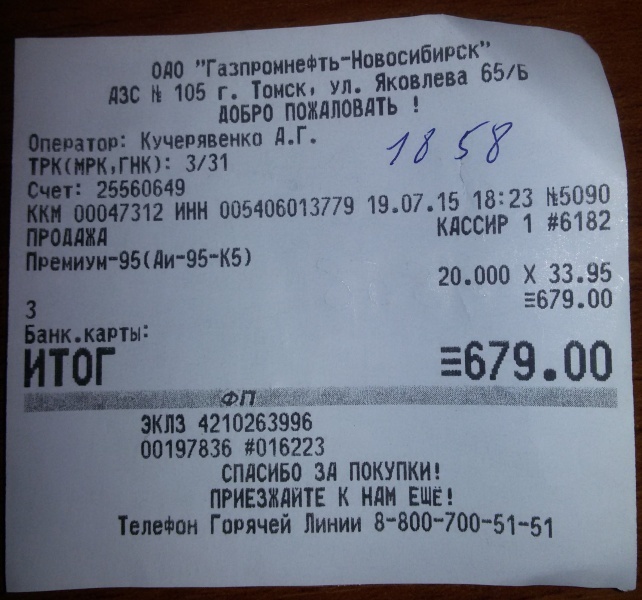 ОАО "Газпромнефть-Новосибирск"
АЗС № 105 г. Томск, ул. Яковлева 65/Б
ДОБРО ПОЖАЛОВАТЬ !
Оператор: Кучерявенко А.Г.
1858
ТРК(МРК,ГНК): 3/31
Счет: 25560649
ККМ 00047312 ИНН 005406013779 19.07.15 18:23 №5090
ПРОДАЖА КАССИР 1 #6182
Премиум-95(Аи-95-К5)
20.000 X 33.95
3 ≡679.00
Банк.карты:
ИТОГ ≡679.00
ФП
ЭКЛЗ 4210263996
00197836 #016223
СПАСИБО ЗА ПОКУПКИ!
ПРИЕЗЖАЙТЕ К НАМ ЕЩЁ!
Телефон Горячей Линии 8-800-700-51-51